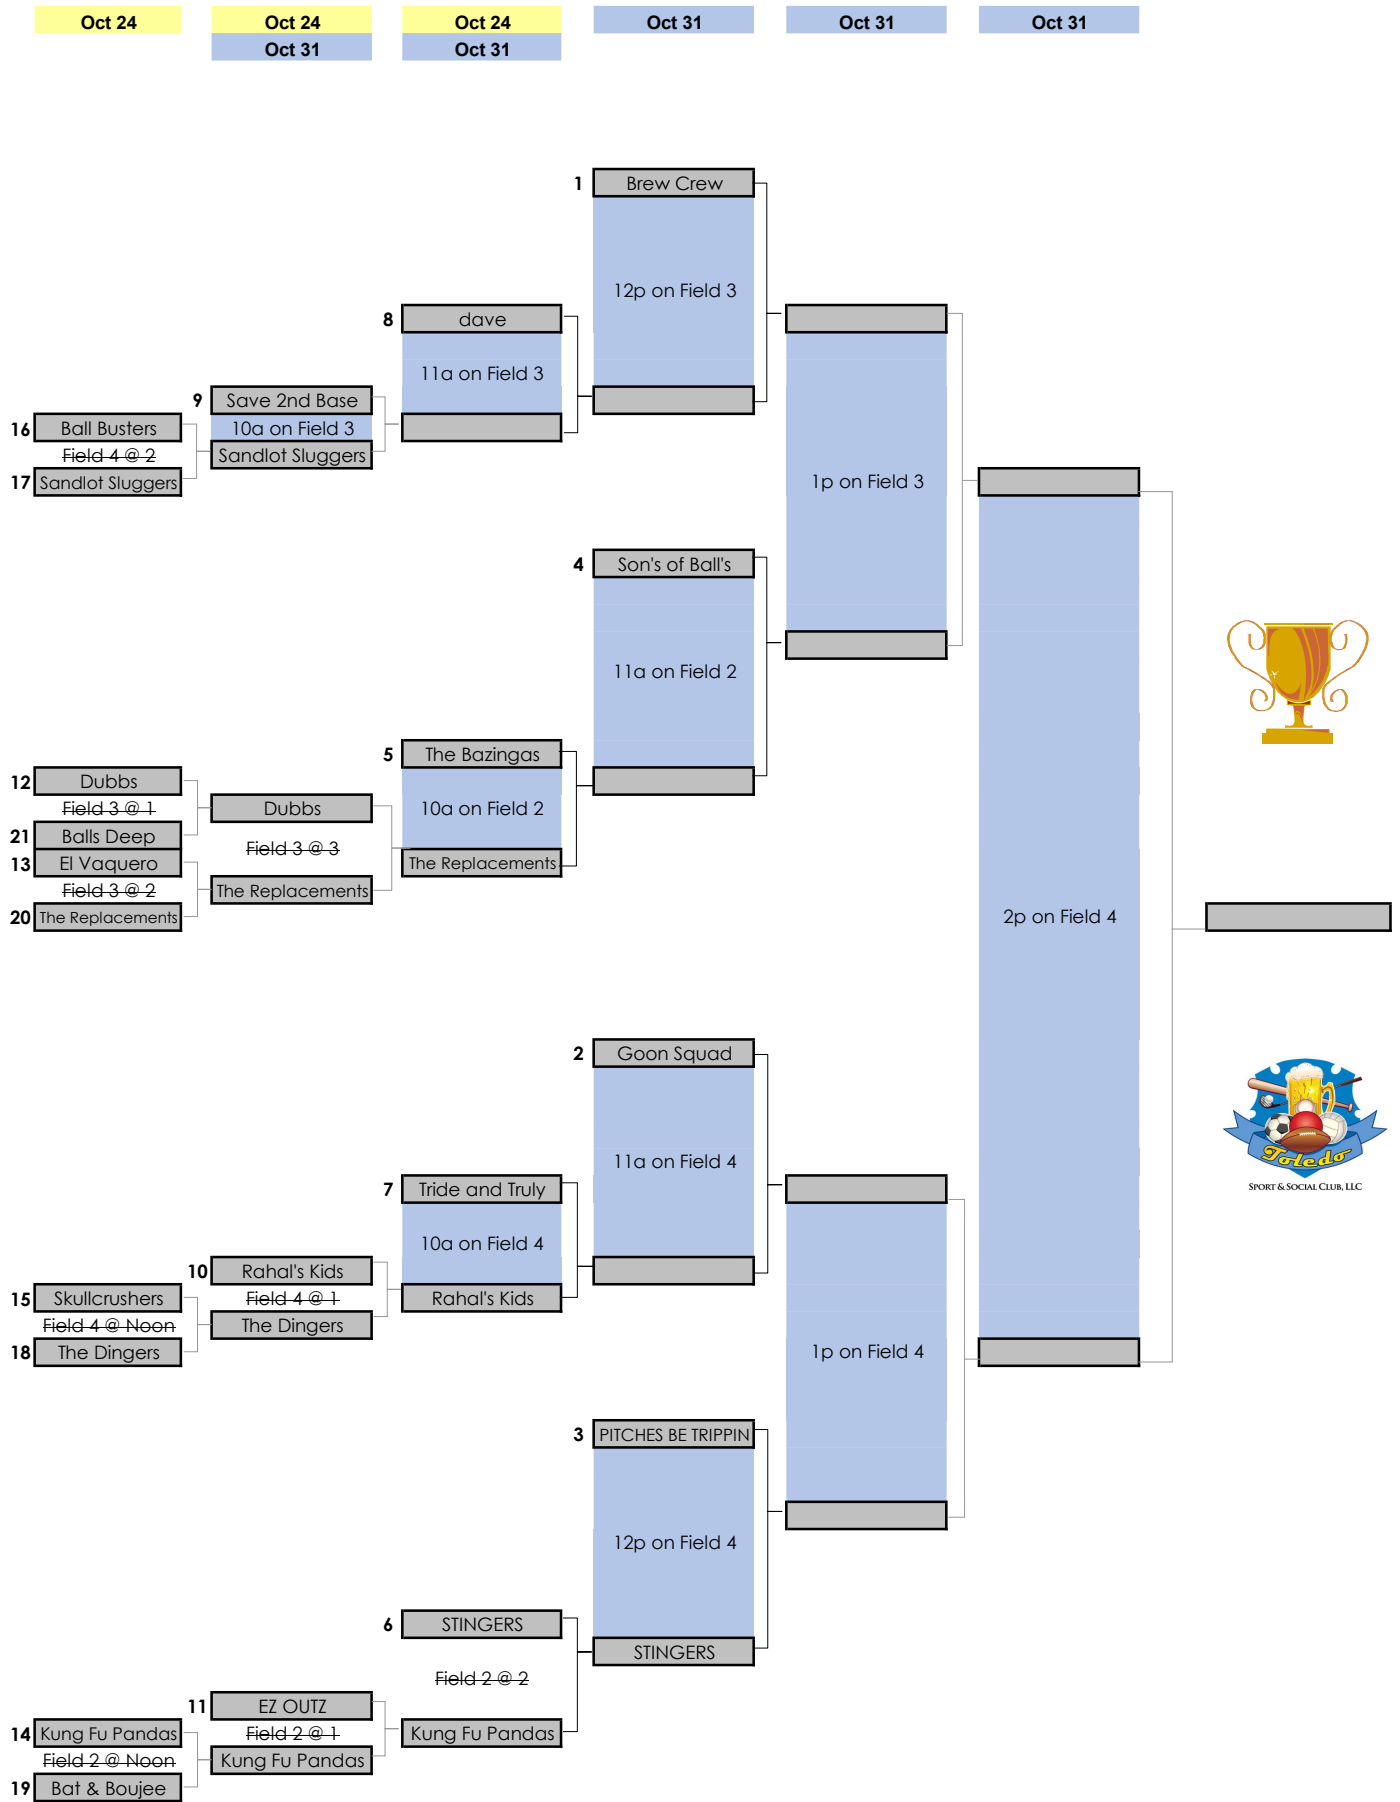 Oct 24
Oct 24
Oct 24
Oct 31
Oct 31
Oct 31
Oct 31
Oct 31
1 Brew Crew
12p on Field 3
8 dave
11a on Field 3
9 Save 2nd Base
16 Ball Busters
10a on Field 3
Field 4 @ 2
Sandlot Sluggers
17 Sandlot Sluggers
1p on Field 3
4 Son's of Ball's
11a on Field 2
5 The Bazingas
12 Dubbs
Field 3 @ 1
Dubbs
10a on Field 2
21 Balls Deep
Field 3 @ 3
13 El Vaquero
The Replacements
Field 3 @ 2
The Replacements
20 The Replacements
2p on Field 4
2 Goon Squad
11a on Field 4
7 Tride and Truly
10a on Field 4
10 Rahal's Kids
15 Skullcrushers
Field 4 @ 1
Rahal's Kids
Field 4 @ Noon
The Dingers
18 The Dingers
1p on Field 4
Toledo
SPORT & SOCIAL CLUB, LLC
3 PITCHES BE TRIPPIN
12p on Field 4
6 STINGERS
STINGERS
Field 2 @ 2
11 EZ OUTZ
14 Kung Fu Pandas
Field 2 @ 1
Kung Fu Pandas
Field 2 @ Noon
Kung Fu Pandas
19 Bat & Boujee